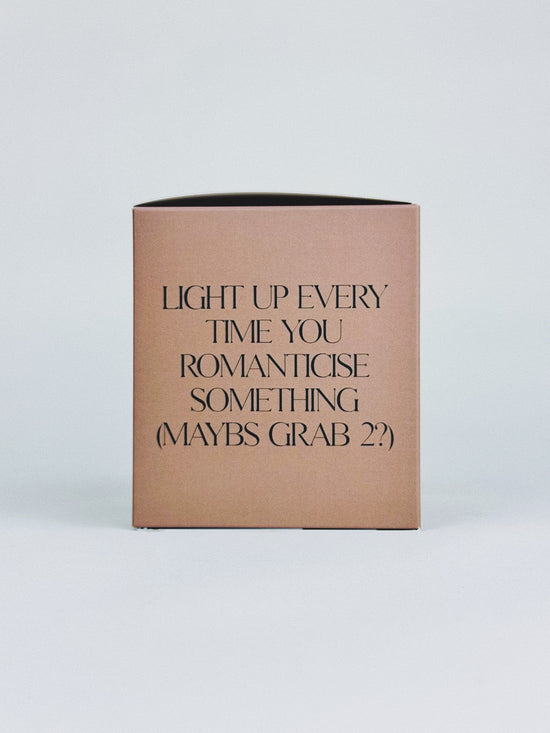 LIGHT UP EVERY
TIME YOU
ROMANTICISE
SOMETHING
(MAYBS GRAB 2?)